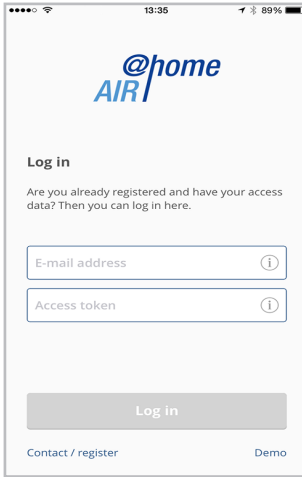 13:35
89%
@home
AIR
Log in
Are you already registered and have your access
data? Then you can log in here.
E-mail address
Access token
Log in
Contact / register
Demo